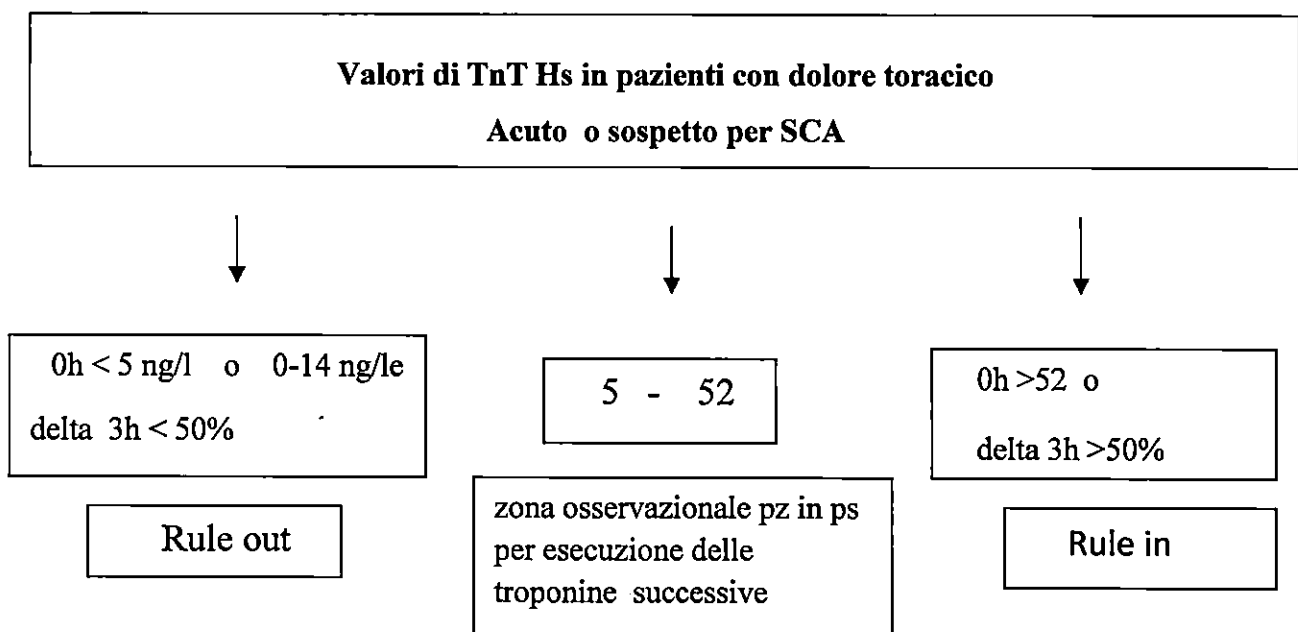 Valori di TnT Hs in pazienti con dolore toracico
Acuto o sospetto per SCA
0h < 5 ng/l o 0-14 ng/le
delta 3h < 50%
Rule out
5 - 52
zona osservazionale pz in ps
per esecuzione delle
troponine successive
0h >52 o
delta 3h >50%
Rule in